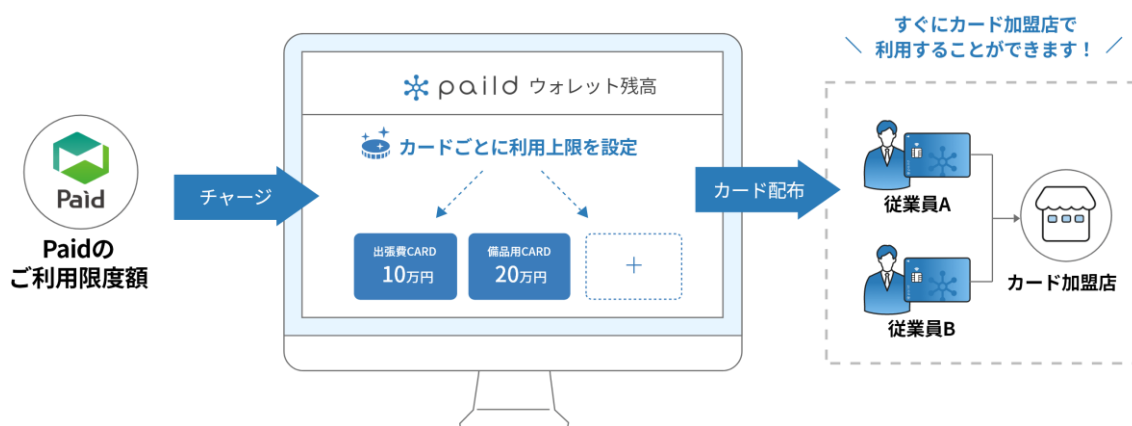 Paid
Paidの
ご利用限度額
チャージ
paild ウォレット残高
カードごとに利用上限を設定
出張費CARD
10万円
備品用CARD
20万円
+
カード配布
すぐにカード加盟店で
利用することができます！
従業員A
従業員B
カード加盟店